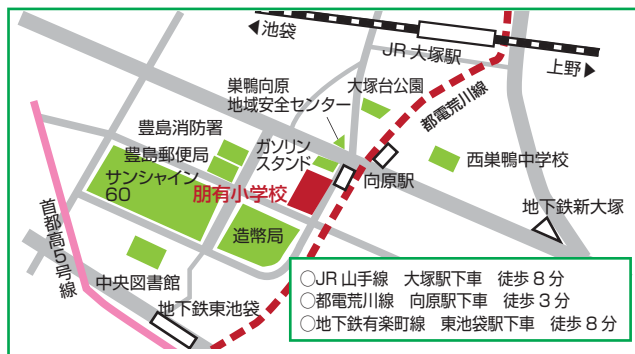 ◀池袋
JR 大塚駅
上野▶
巣鴨向原
地域安全センター
大塚台公園
都電荒川線
豊島消防署
豊島郵便局
ガソリン
スタンド
サンシャイン
60
朋有小学校
向原駅
西巣鴨中学校
造幣局
地下鉄新大塚
首都高5号線
中央図書館
地下鉄東池袋
○JR 山手線　大塚駅下車　徒歩 8 分
○都電荒川線　向原駅下車　徒歩 3 分
○地下鉄有楽町線　東池袋駅下車　徒歩 8 分